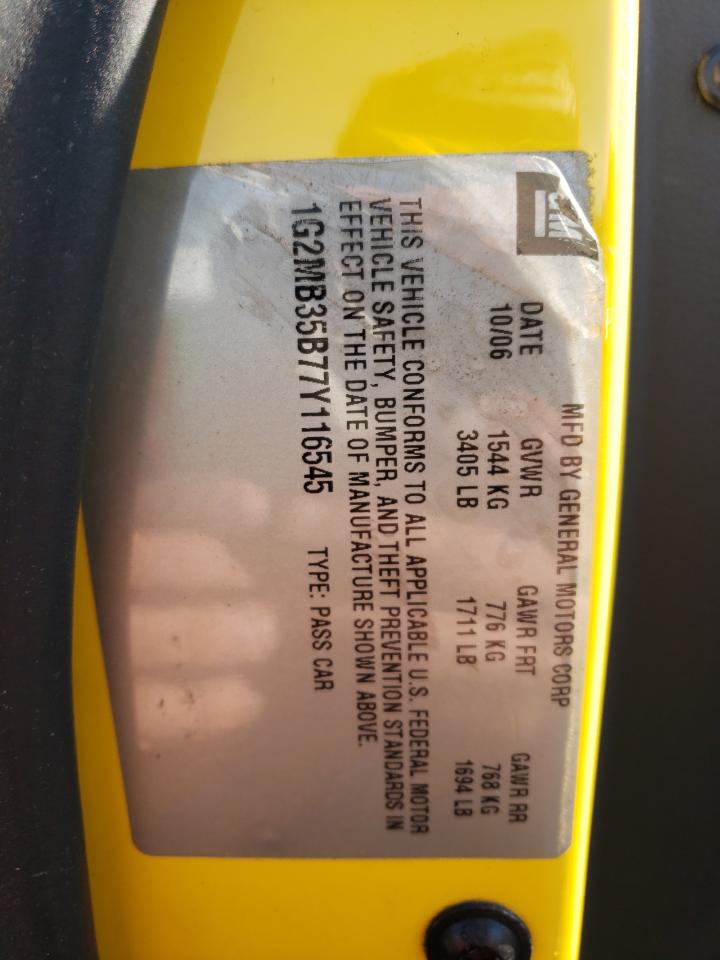 GM
MFD BY GENERAL MOTORS CORP
DATE GVWR GAWR FRT GAWR RR
10/06 1544 KG 776 KG 768 KG
3405 LB 1711 LB 1694 LB
THIS VEHICLE CONFORMS TO ALL APPLICABLE U.S. FEDERAL MOTOR
VEHICLE SAFETY, BUMPER, AND THEFT PREVENTION STANDARDS IN
EFFECT ON THE DATE OF MANUFACTURE SHOWN ABOVE.
1G2MB35B77Y116545 TYPE: PASS CAR